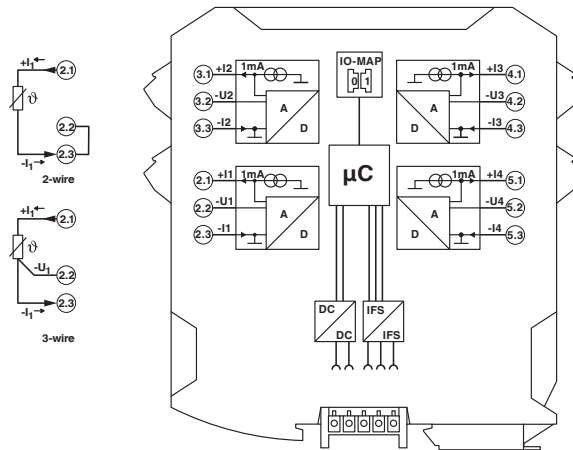 +I1
2.1
ϑ
2.2
2.3
-I1
2-wire
+I1
2.1
ϑ
-U1
2.2
2.3
-I1
3-wire
3.1 +I2 1mA
3.2 -U2 A
3.3 -I2 D
IO-MAP
0 1
1mA +I3 4.1
A -U3 4.2
D -I3 4.3
µC
2.1 +I1 1mA
2.2 -U1 A
2.3 -I1 D
1mA +I4 5.1
A -U4 5.2
D -I4 5.3
DC
DC
IFS
IFS